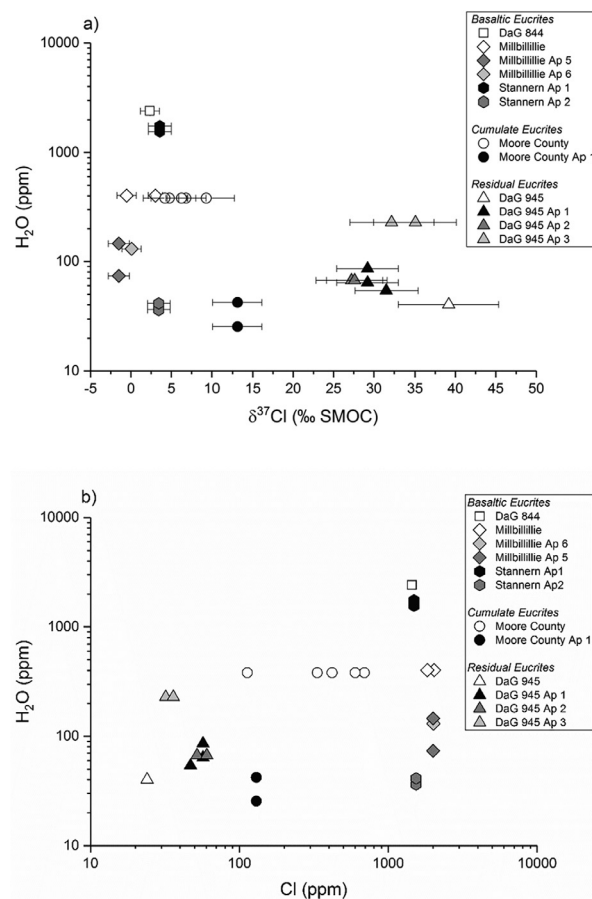 a)
10000
1000
100
10
H₂O (ppm)
-5 0 5 10 15 20 25 30 35 40 45 50
δ³⁷Cl (‰ SMOC)
Basaltic Eucrites
DaG 844
Millbillillie
Millbillillie Ap 5
Millbillillie Ap 6
Stannern Ap 1
Stannern Ap 2
Cumulate Eucrites
Moore County
Moore County Ap 1
Residual Eucrites
DaG 945
DaG 945 Ap 1
DaG 945 Ap 2
DaG 945 Ap 3
b)
10000
1000
100
10
H₂O (ppm)
10 100 1000 10000
Cl (ppm)
Basaltic Eucrites
DaG 844
Millbillillie
Millbillillie Ap 6
Millbillillie Ap 5
Stannern Ap1
Stannern Ap2
Cumulate Eucrites
Moore County
Moore County Ap 1
Residual Eucrites
DaG 945
DaG 945 Ap 1
DaG 945 Ap 2
DaG 945 Ap 3